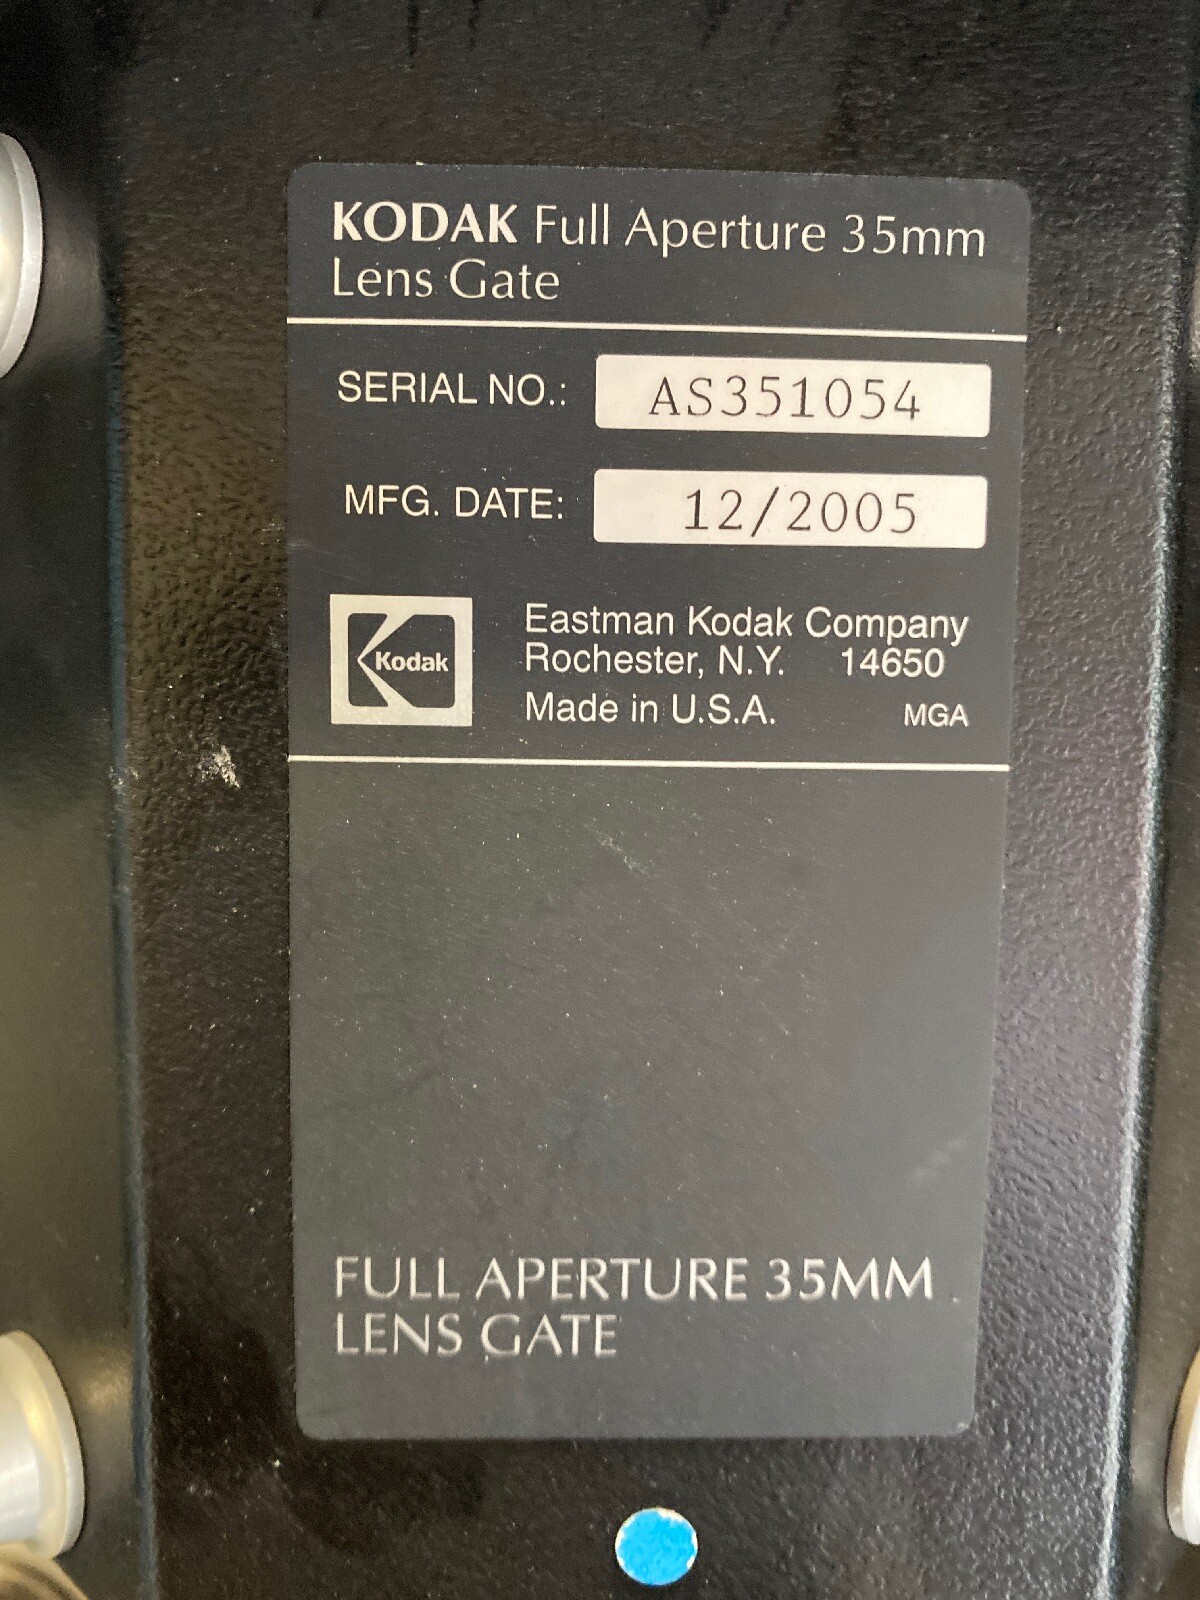 KODAK Full Aperture 35mm
Lens Gate
SERIAL NO.: AS351054
MFG. DATE: 12/2005
Kodak
Eastman Kodak Company
Rochester, N.Y. 14650
Made in U.S.A. MGA
FULL APERTURE 35MM
LENS GATE